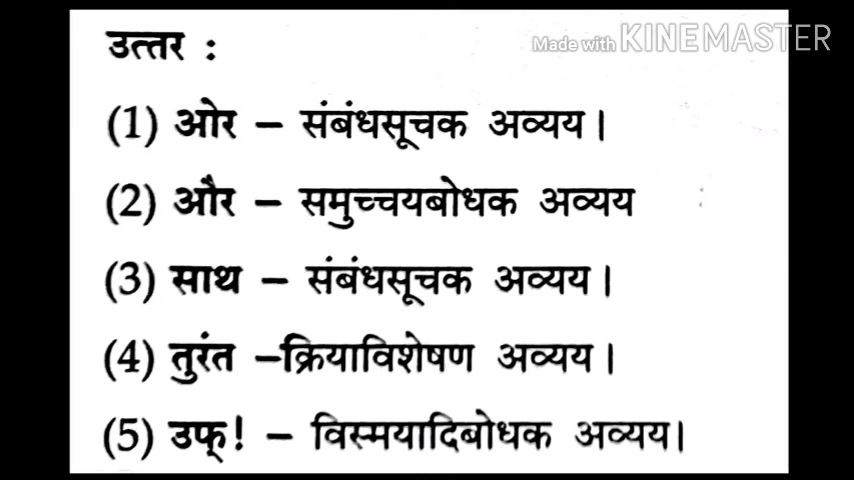 उत्तर :
Made with KINEMASTER
(1) ओर – संबंधसूचक अव्यय।
(2) और – समुच्चयबोधक अव्यय
(3) साथ – संबंधसूचक अव्यय।
(4) तुरंत –क्रियाविशेषण अव्यय।
(5) उफ्! – विस्मयादिबोधक अव्यय।